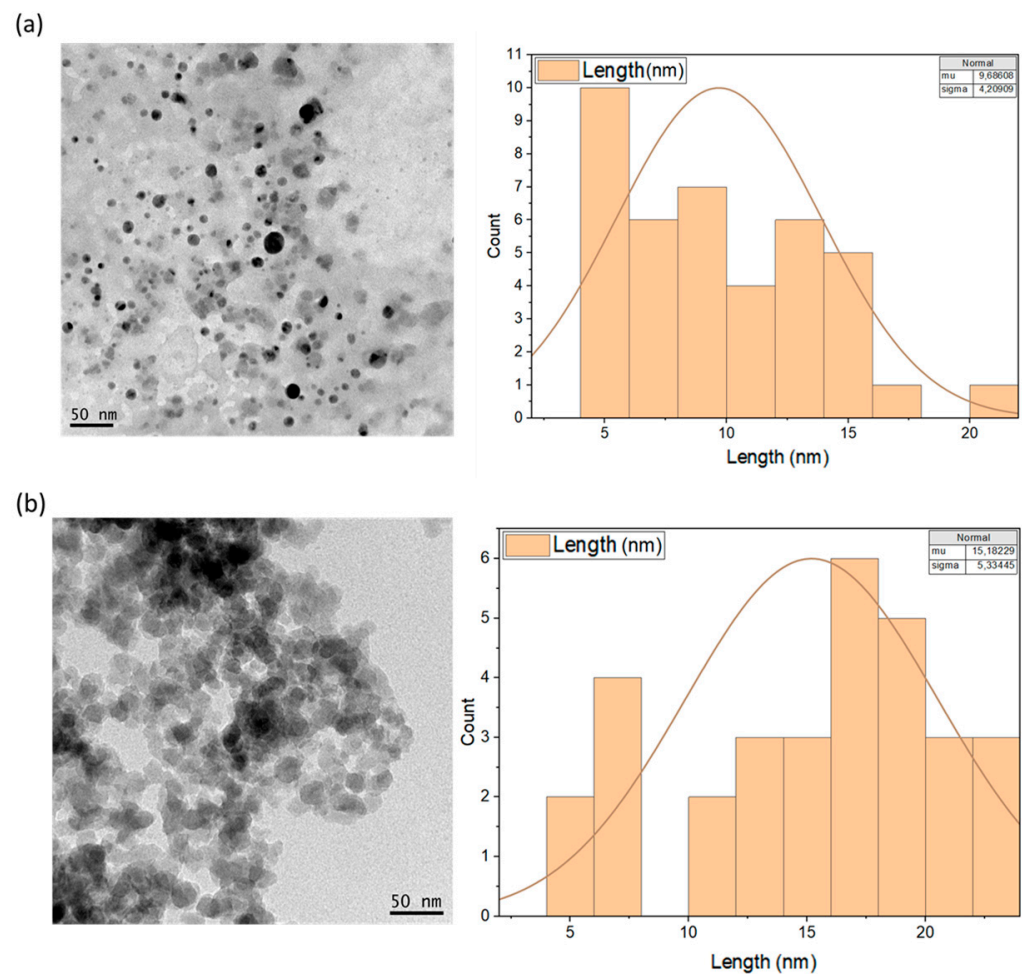 (a)
50 nm
Length(nm)
Normal
mu 9,68608
sigma 4,20909
11
10
9
8
7
6
5
4
3
2
1
0
Count
5 10 15 20
Length (nm)
(b)
50 nm
Length (nm)
Normal
mu 15,18229
sigma 5,33445
6
5
4
3
2
1
0
Count
5 10 15 20
Length (nm)